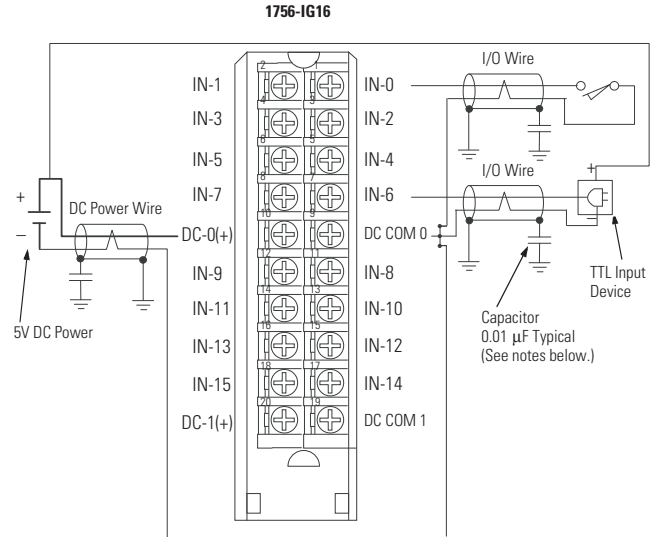 1756-IG16
I/O Wire
2 1
IN-1 IN-0
4 3
IN-3 IN-2
6 5
IN-5 IN-4
I/O Wire
8 7
IN-7 IN-6
+ +
DC Power Wire
10 9
DC-0(+) DC COM 0
– –
12 11
IN-9 IN-8
TTL Input
Device
14 13
IN-11 IN-10
5V DC Power
Capacitor
0.01 µF Typical
(See notes below.)
16 15
IN-13 IN-12
18 17
IN-15 IN-14
20 19
DC-1(+) DC COM 1